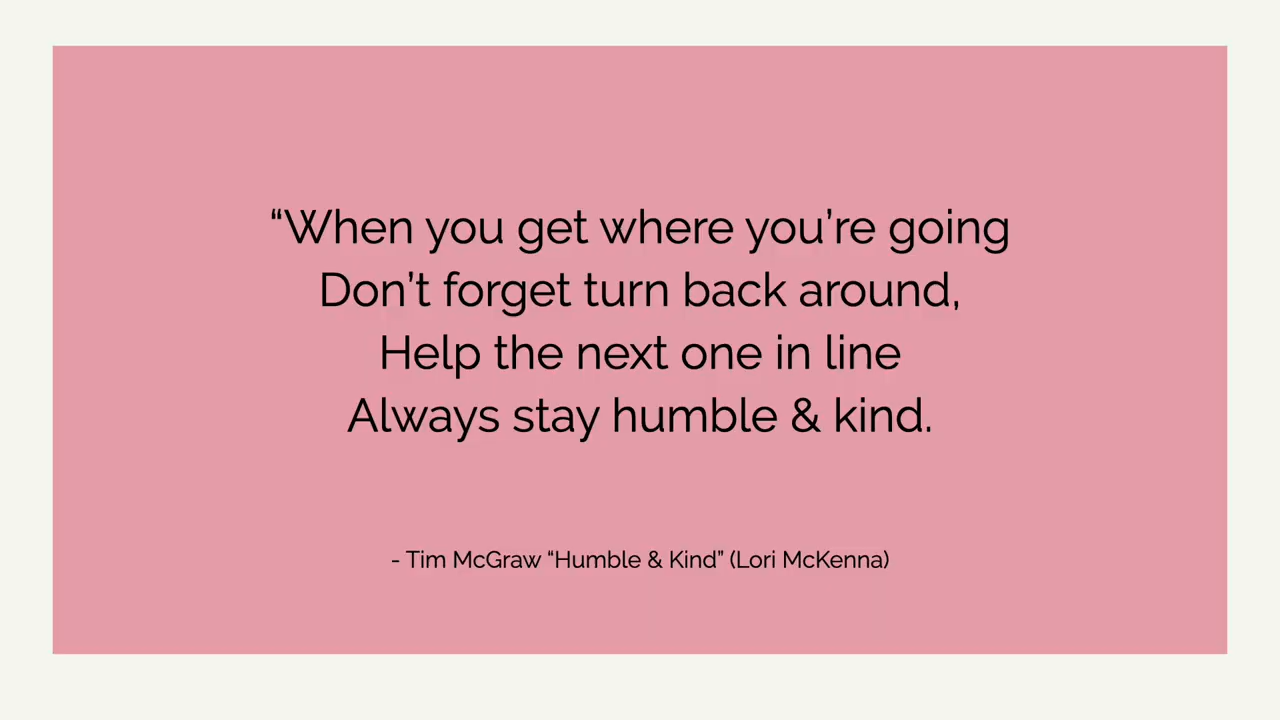 “When you get where you’re going
Don’t forget turn back around,
Help the next one in line
Always stay humble & kind.
- Tim McGraw “Humble & Kind” (Lori McKenna)